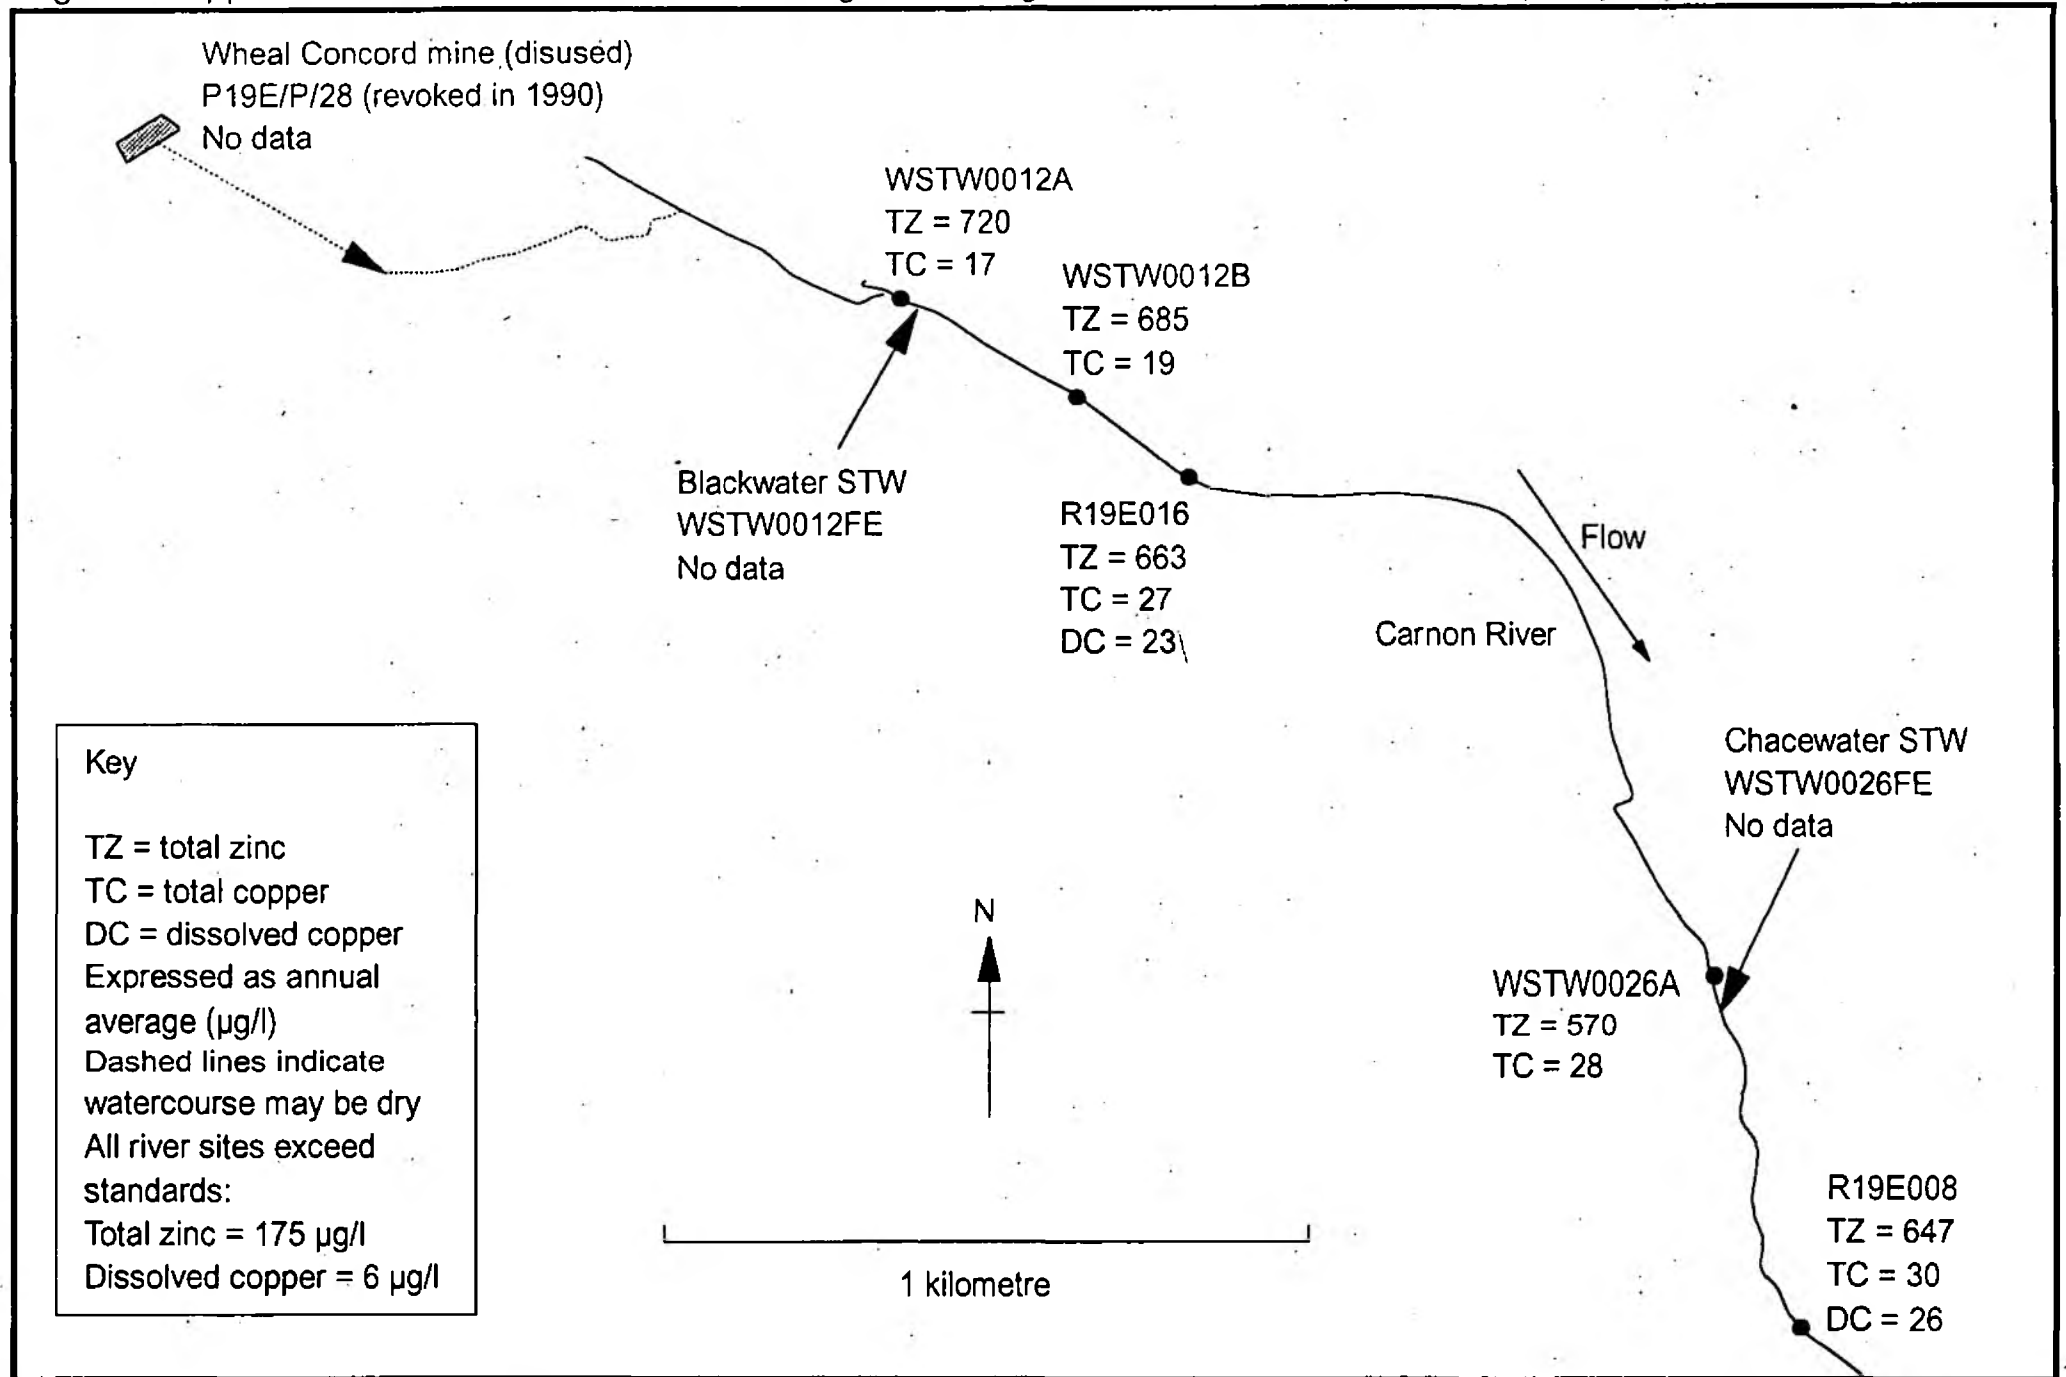 Wheal Concord mine (disused)
P19E/P/28 (revoked in 1990)
No data
WSTW0012A
TZ = 720
TC = 17
WSTW0012B
TZ = 685
TC = 19
Blackwater STW
WSTW0012FE
No data
R19E016
TZ = 663
TC = 27
DC = 23
Flow
Carnon River
Chacewater STW
WSTW0026FE
No data
Key
TZ = total zinc
TC = total copper
DC = dissolved copper
Expressed as annual
average (µg/l)
Dashed lines indicate
watercourse may be dry
All river sites exceed
standards:
Total zinc = 175 µg/l
Dissolved copper = 6 µg/l
N
WSTW0026A
TZ = 570
TC = 28
1 kilometre
R19E008
TZ = 647
TC = 30
DC = 26